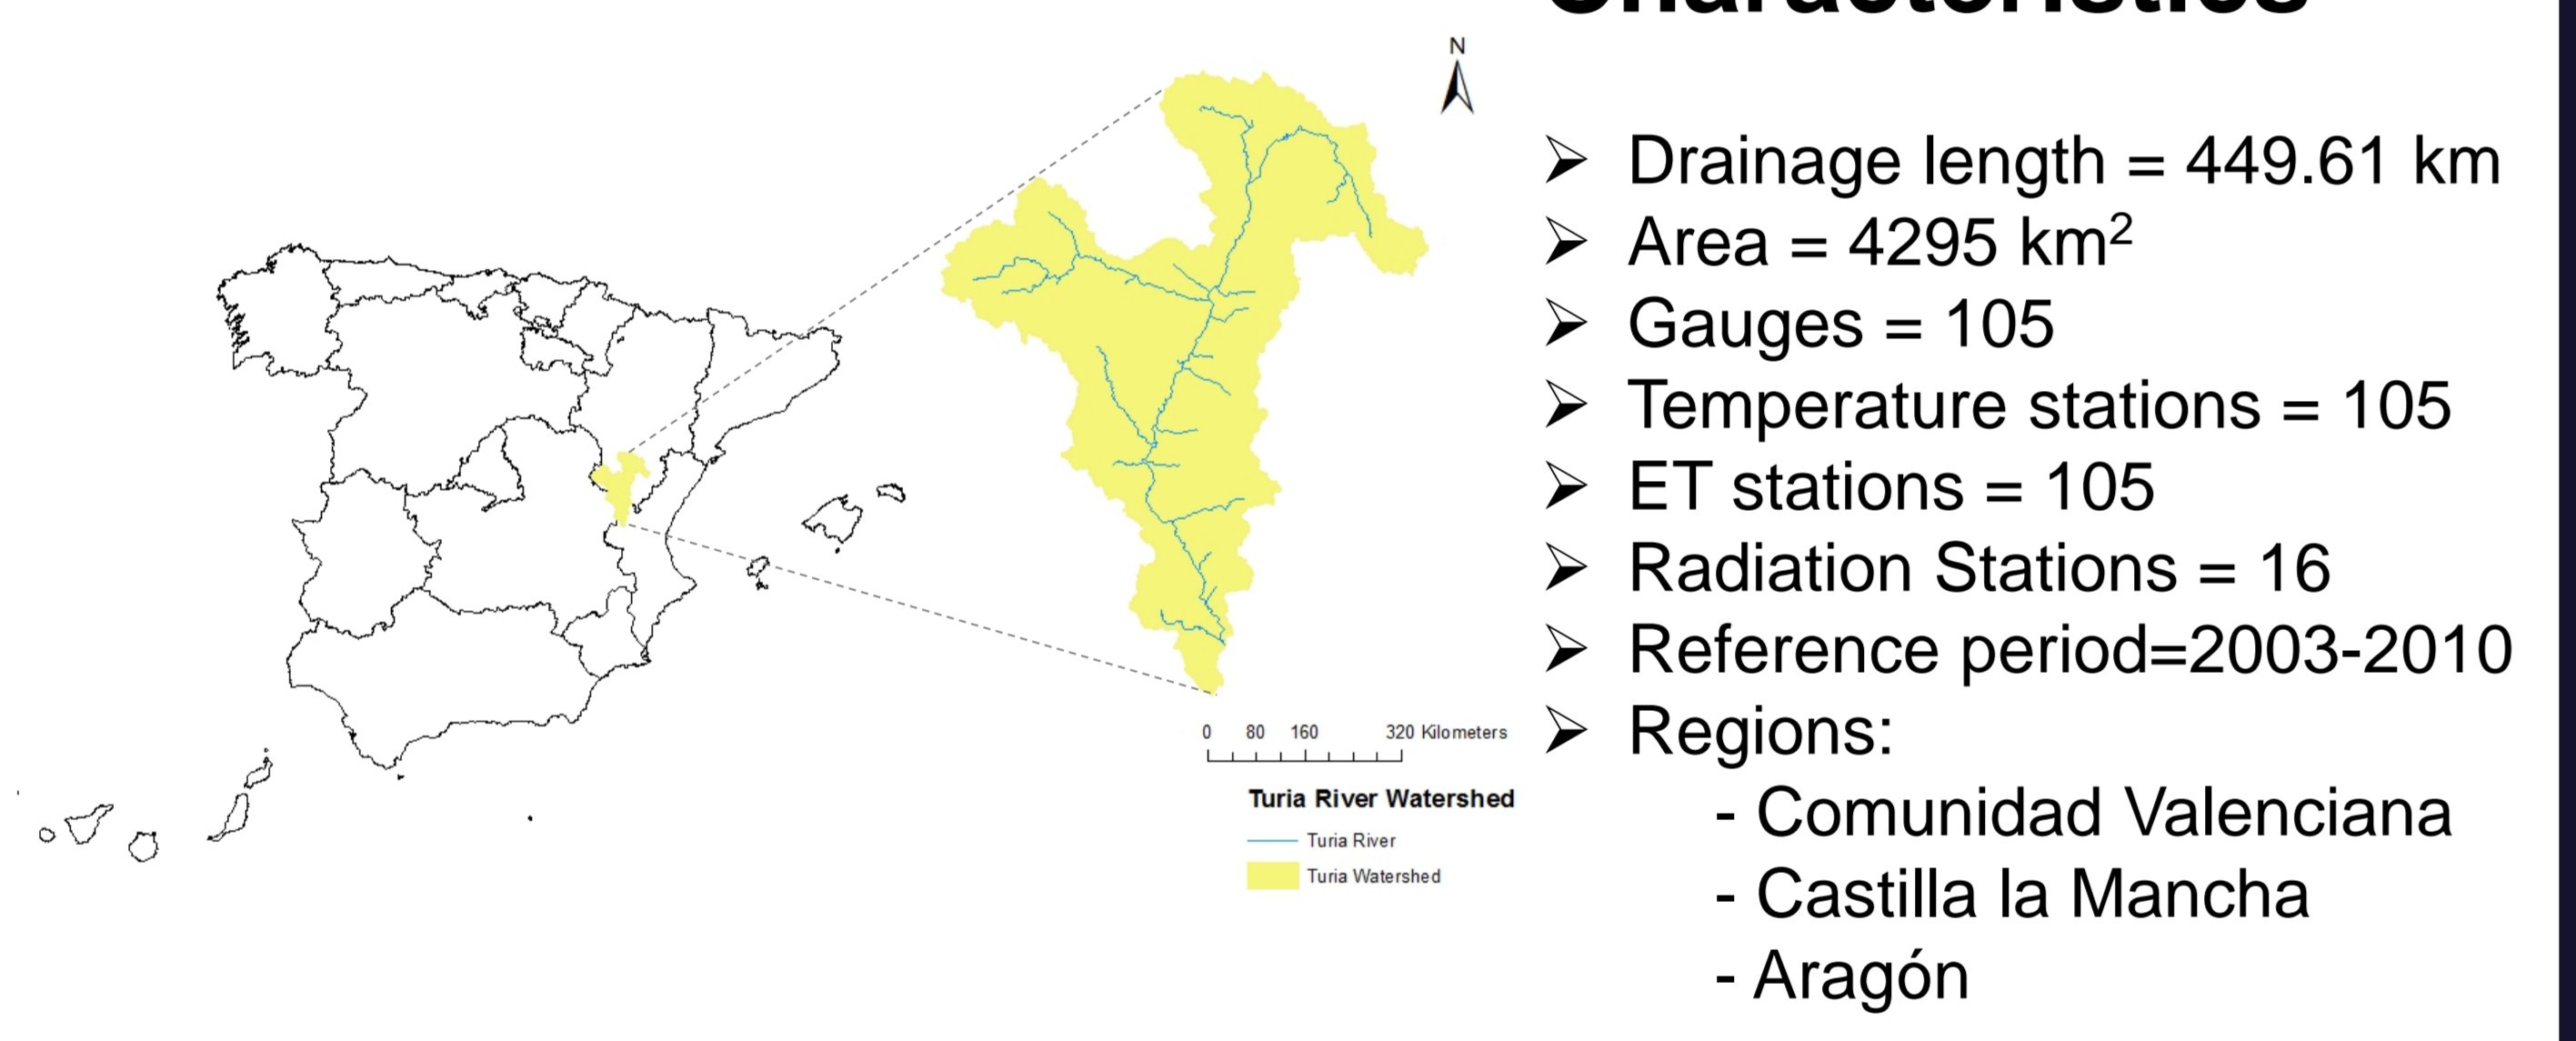 Characteristics
N
➢ Drainage length = 449.61 km
➢ Area = 4295 km²
➢ Gauges = 105
➢ Temperature stations = 105
➢ ET stations = 105
➢ Radiation Stations = 16
➢ Reference period=2003-2010
➢ Regions:
- Comunidad Valenciana
- Castilla la Mancha
- Aragón
0 80 160 320 Kilometers
Turia River Watershed
Turia River
Turia Watershed